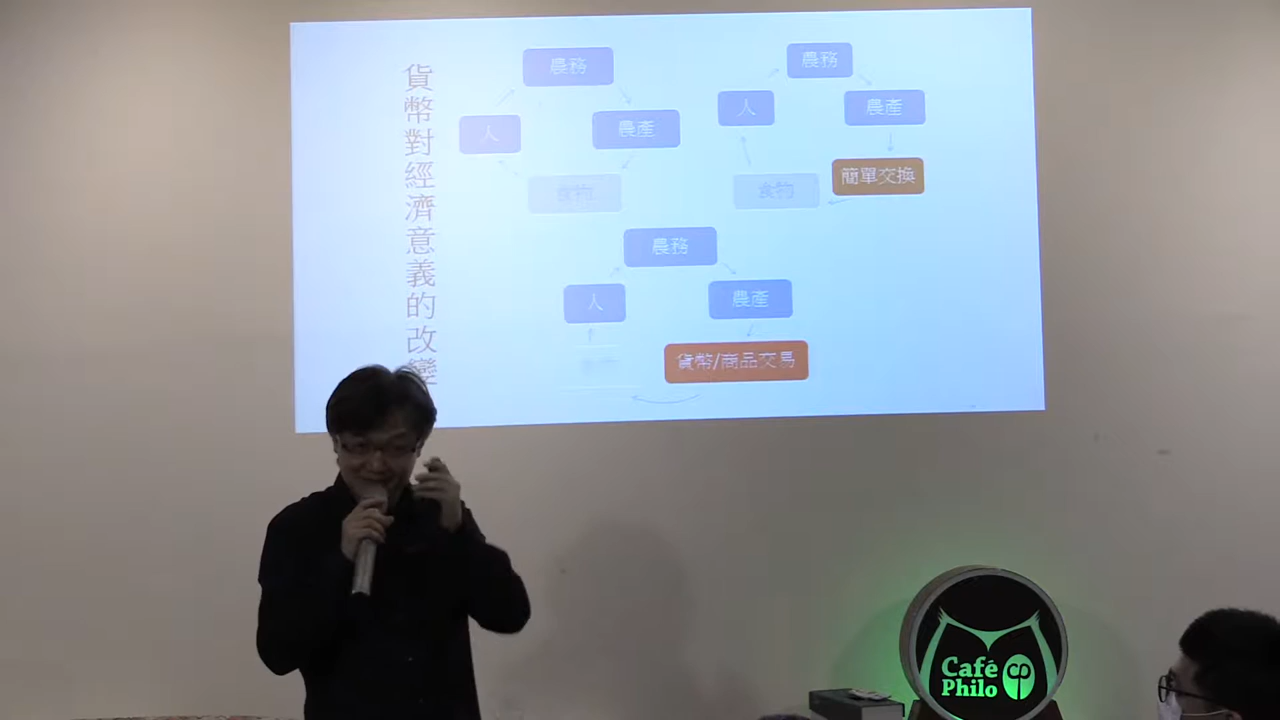 貨幣對經濟意義的改變
農務
人
農產
食物
農務
人
農產
簡單交換
食物
農務
人
農產
貨幣/商品交易
Café
Philo
cp